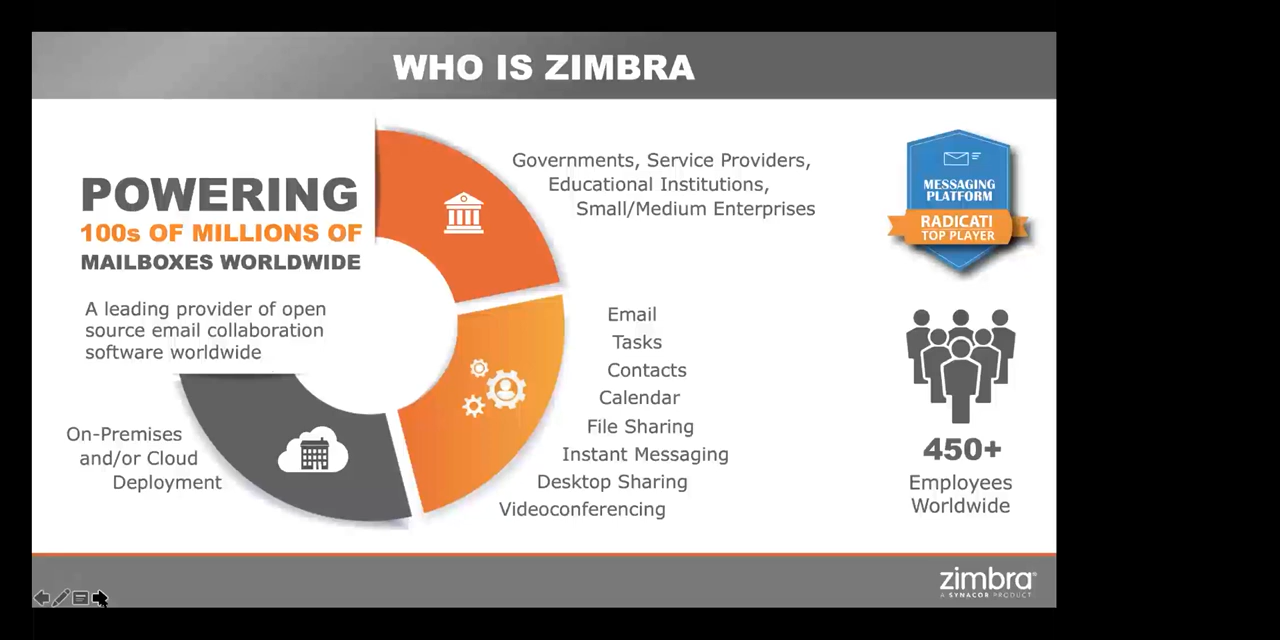 WHO IS ZIMBRA
POWERING
100s OF MILLIONS OF
MAILBOXES WORLDWIDE
A leading provider of open
source email collaboration
software worldwide
On-Premises
and/or Cloud
Deployment
Governments, Service Providers,
Educational Institutions,
Small/Medium Enterprises
Email
Tasks
Contacts
Calendar
File Sharing
Instant Messaging
Desktop Sharing
Videoconferencing
MESSAGING
PLATFORM
RADICATI
TOP PLAYER
450+
Employees
Worldwide
zimbra®
A SYNACOR PRODUCT